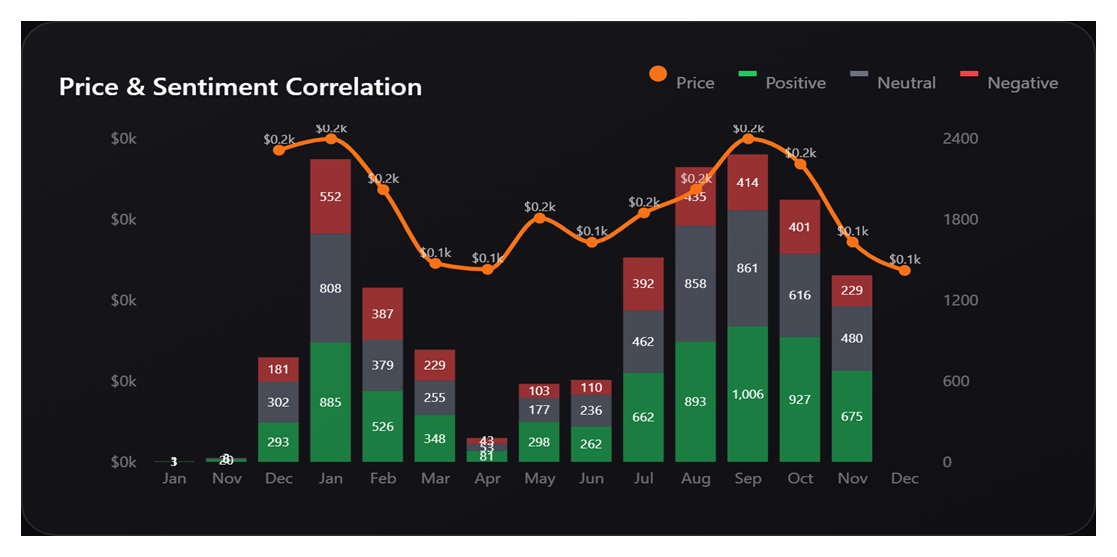 Price & Sentiment Correlation
Price Positive Neutral Negative
$0k $0.2k $0.2k $0.2k $0.2k 2400
$0.2k $0.2k
552 435 414
$0k $0.2k $0.2k 401 1800
$0.1k $0.1k $0.1k $0.1k $0.1k
808 858 861 616
$0k 387 392 229 1200
379 229 462 480
$0k 181 302 255 103 110 600
177 236
885 526 348 298 262 662 893 1,006 927 675
293 43 53 81
$0k 3 20 0
Jan Nov Dec Jan Feb Mar Apr May Jun Jul Aug Sep Oct Nov Dec